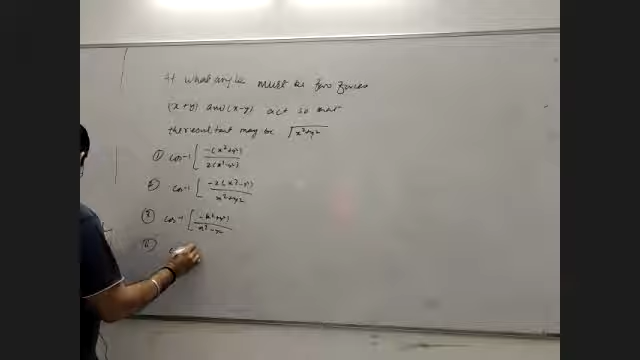 At what angle must be two forces
(x+y) and (x-y) act so that
the resultant may be √x²+y²
① cos⁻¹ [ -(x²+y²) / 2(x²-y²) ]
② cos⁻¹ [ -2(x²-y²) / x²+y² ]
③ cos⁻¹ [ -(x²+y²) / x²-y² ]
④